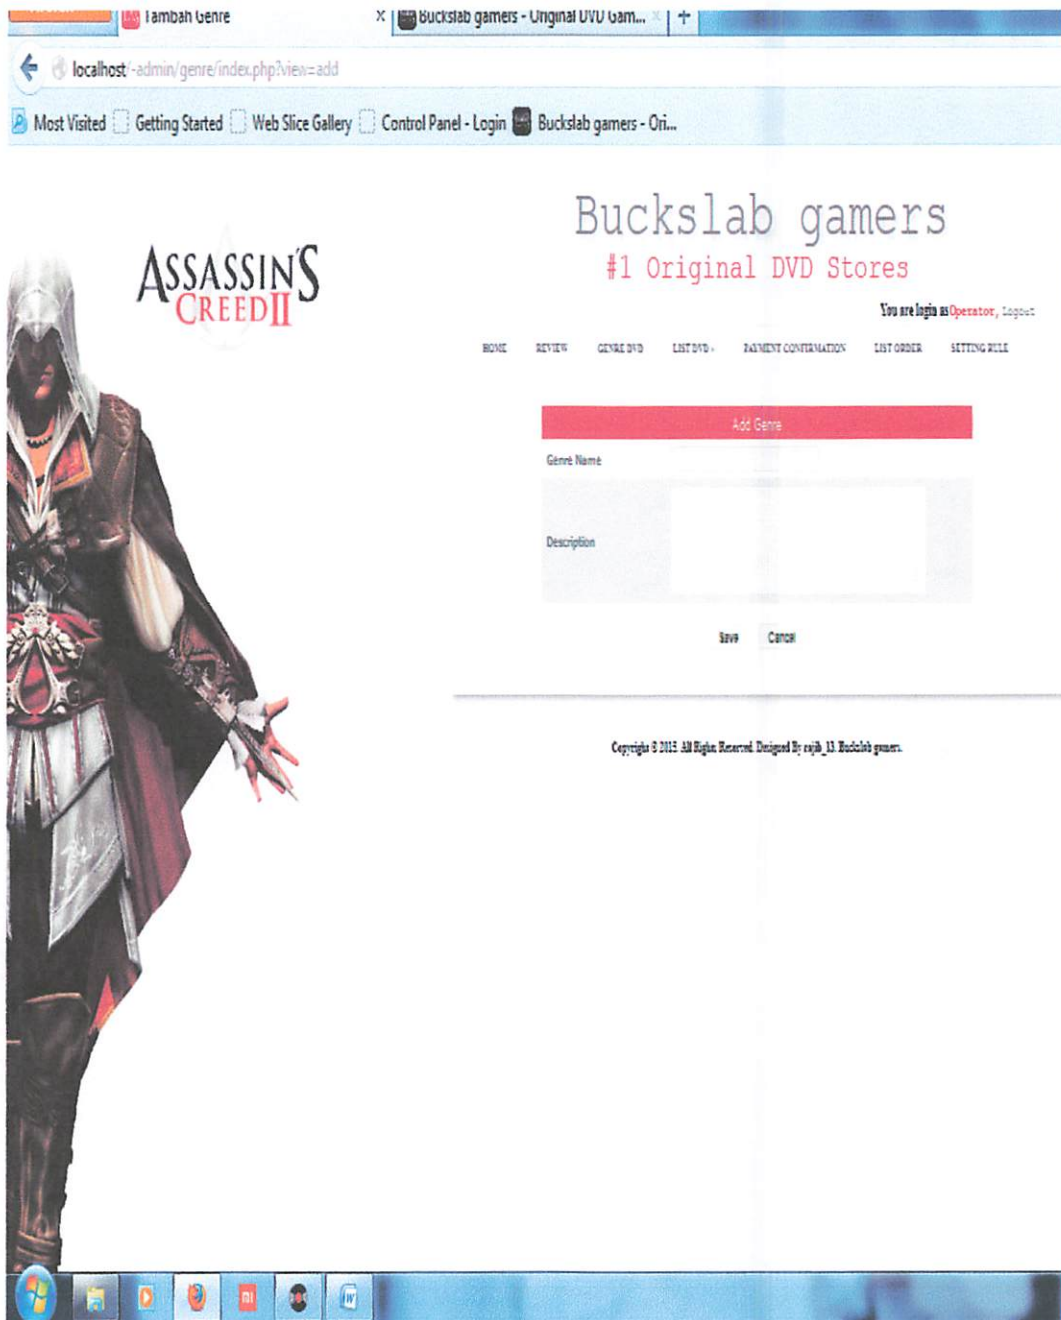 Tambah Genre x Buckslab gamers - Original DVD Gam... x +
localhost/-admin/genre/index.php?view=add
Most Visited Getting Started Web Slice Gallery Control Panel - Login Buckslab gamers - Ori...
ASSASSIN'S
CREED II
Buckslab gamers
#1 Original DVD Stores
You are login as Operator, Logout
HOME REVIEW GENRE DVD LIST DVD PAYMENT CONFIRMATION LIST ORDER SETTING RULE
Add Genre
Genre Name
Description
Save Cancel
Copyright © All Rights Reserved. Designed By Buckslab gamers.